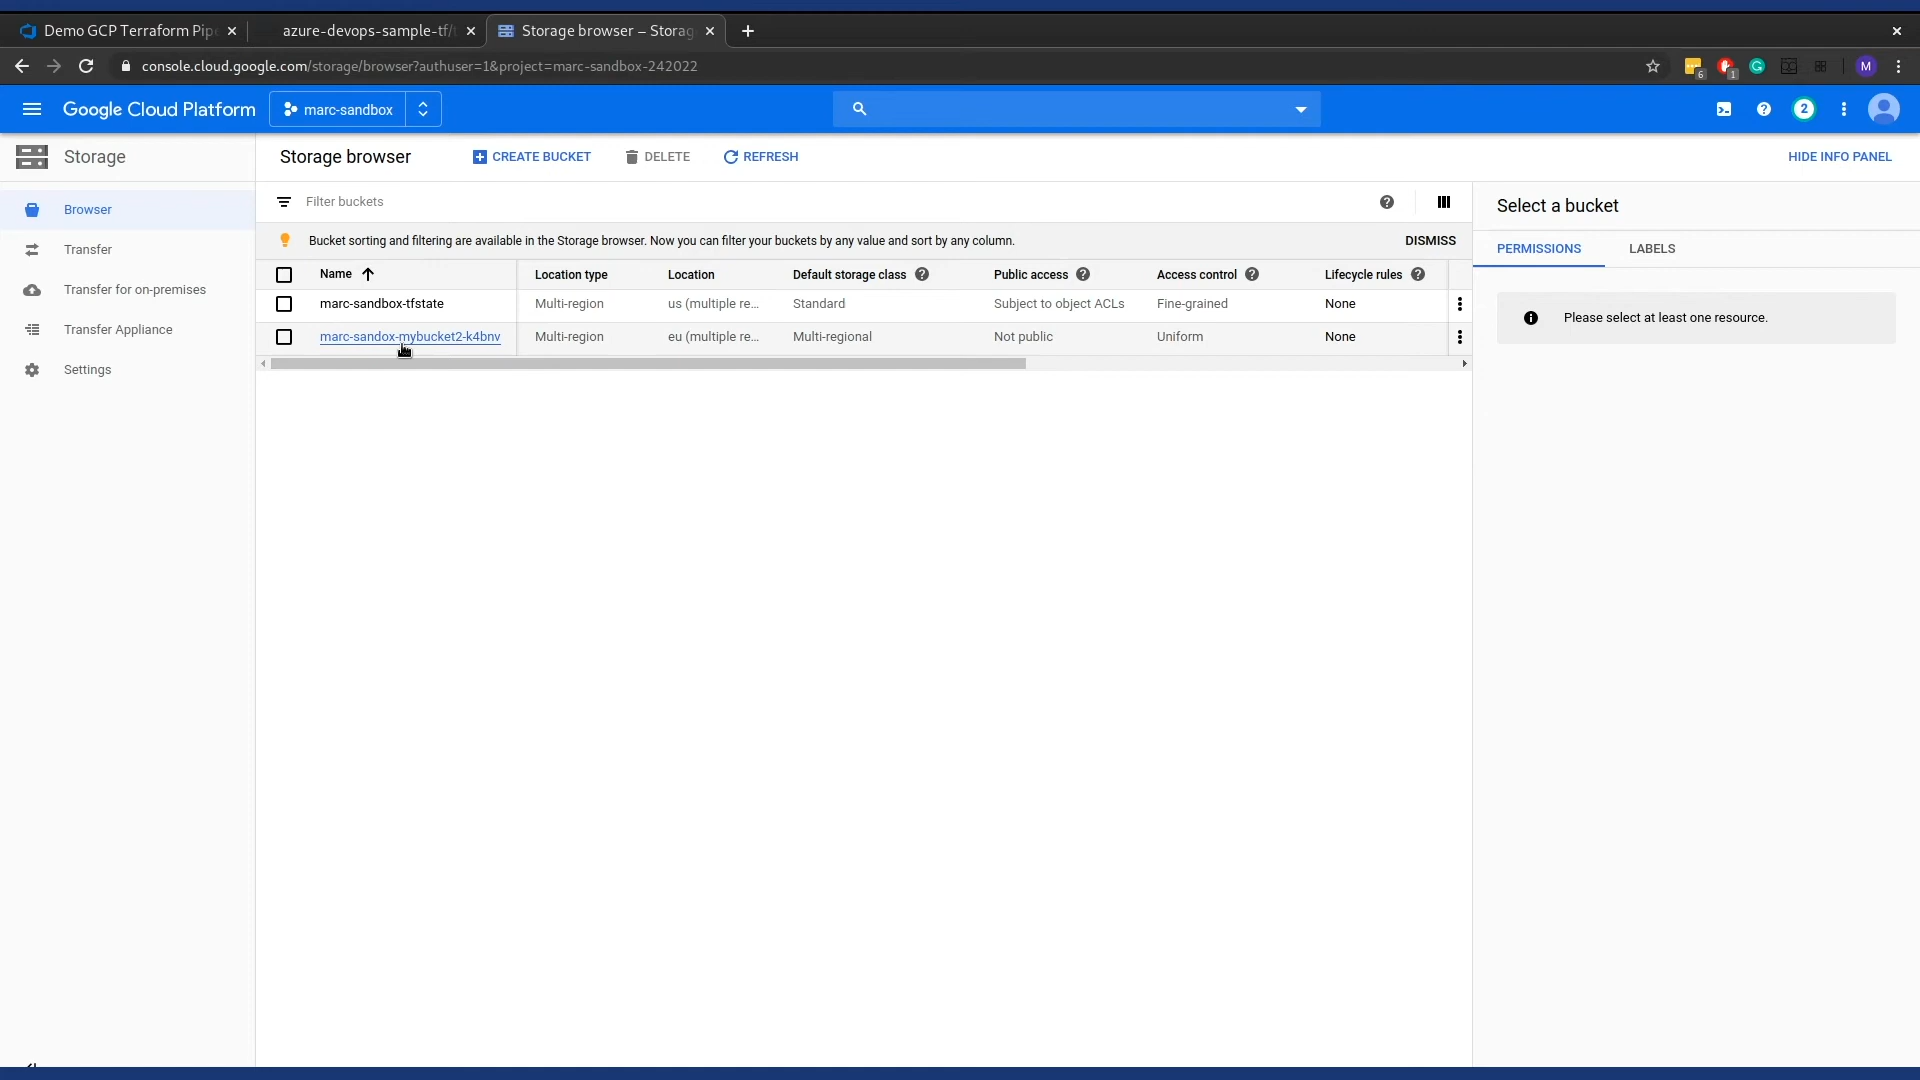 Demo GCP Terraform Pip
azure-devops-sample-tf/
Storage browser – Storag
console.cloud.google.com/storage/browser?authuser=1&project=marc-sandbox-242022
6
1
M
Google Cloud Platform
marc-sandbox
2
Storage
Storage browser
CREATE BUCKET
DELETE
REFRESH
HIDE INFO PANEL
Browser
Transfer
Transfer for on-premises
Transfer Appliance
Settings
Filter buckets
Bucket sorting and filtering are available in the Storage browser. Now you can filter your buckets by any value and sort by any column.
DISMISS
Name Location type Location Default storage class Public access Access control Lifecycle rules
marc-sandbox-tfstate Multi-region us (multiple re... Standard Subject to object ACLs Fine-grained None
marc-sandox-mybucket2-k4bnv Multi-region eu (multiple re... Multi-regional Not public Uniform None
Select a bucket
PERMISSIONS
LABELS
Please select at least one resource.